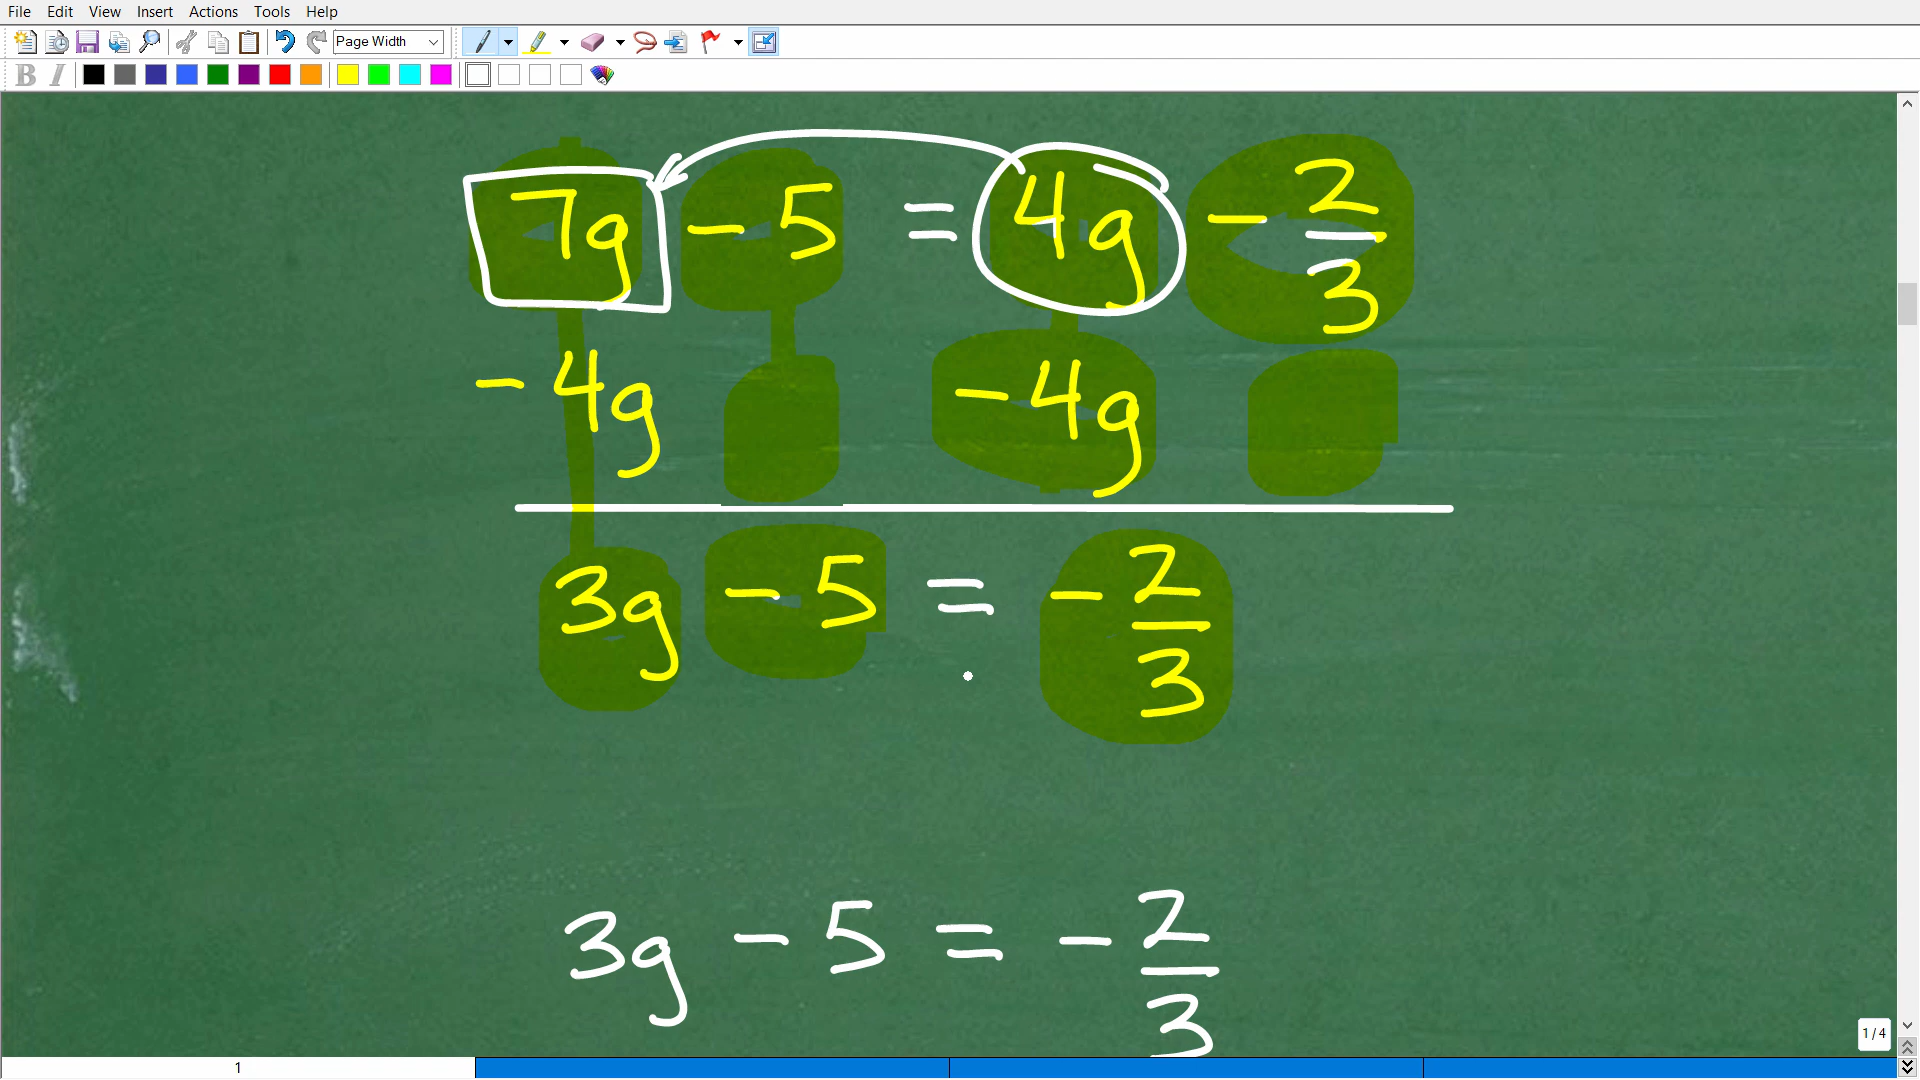 File Edit View Insert Actions Tools Help
Page Width
B I
7g - 5 = 4g - 2/3
- 4g - 4g
3g - 5 = - 2/3
3g - 5 = - 2/3
1 / 4
1